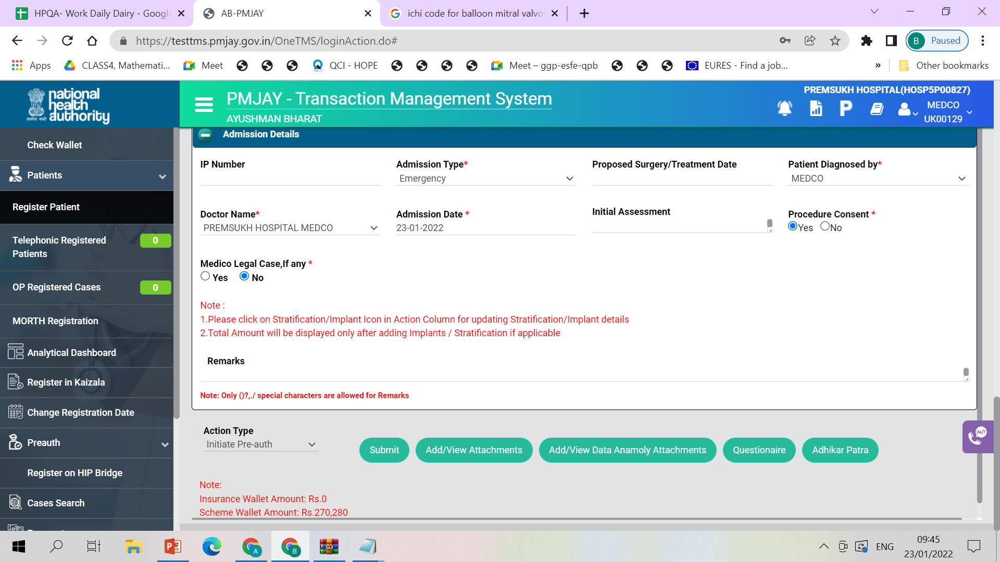 HPQA- Work Daily Dairy - Google
AB-PMJAY
ichi code for balloon mitral valvo
https://testtms.pmjay.gov.in/OneTMS/loginAction.do#
B Paused
Apps
CLASS4, Mathemati...
Meet
QCI - HOPE
Meet – ggp-esfe-qpb
EURES - Find a job...
»
Other bookmarks
national
health
authority
सत्यमेव जयते
PMJAY - Transaction Management System
AYUSHMAN BHARAT
PREMSUKH HOSPITAL(HOSP5P00827)
P
MEDCO
UK00129
Check Wallet
Patients
Register Patient
Telephonic Registered
Patients
0
OP Registered Cases
0
MORTH Registration
Analytical Dashboard
Register in Kaizala
Change Registration Date
Preauth
Register on HIP Bridge
Cases Search
Admission Details
IP Number
Admission Type*
Emergency
Proposed Surgery/Treatment Date
Patient Diagnosed by*
MEDCO
Doctor Name*
PREMSUKH HOSPITAL MEDCO
Admission Date *
23-01-2022
Initial Assessment
Procedure Consent *
Yes No
Medico Legal Case,If any *
Yes No
Note :
1.Please click on Stratification/Implant Icon in Action Column for updating Stratification/Implant details
2.Total Amount will be displayed only after adding Implants / Stratification if applicable
Remarks
Note: Only ()?,./ special characters are allowed for Remarks
Action Type
Initiate Pre-auth
Submit
Add/View Attachments
Add/View Data Anamoly Attachments
Questionaire
Adhikar Patra
24/7
Note:
Insurance Wallet Amount: Rs.0
Scheme Wallet Amount: Rs.270,280
A
B
ENG
09:45
23/01/2022